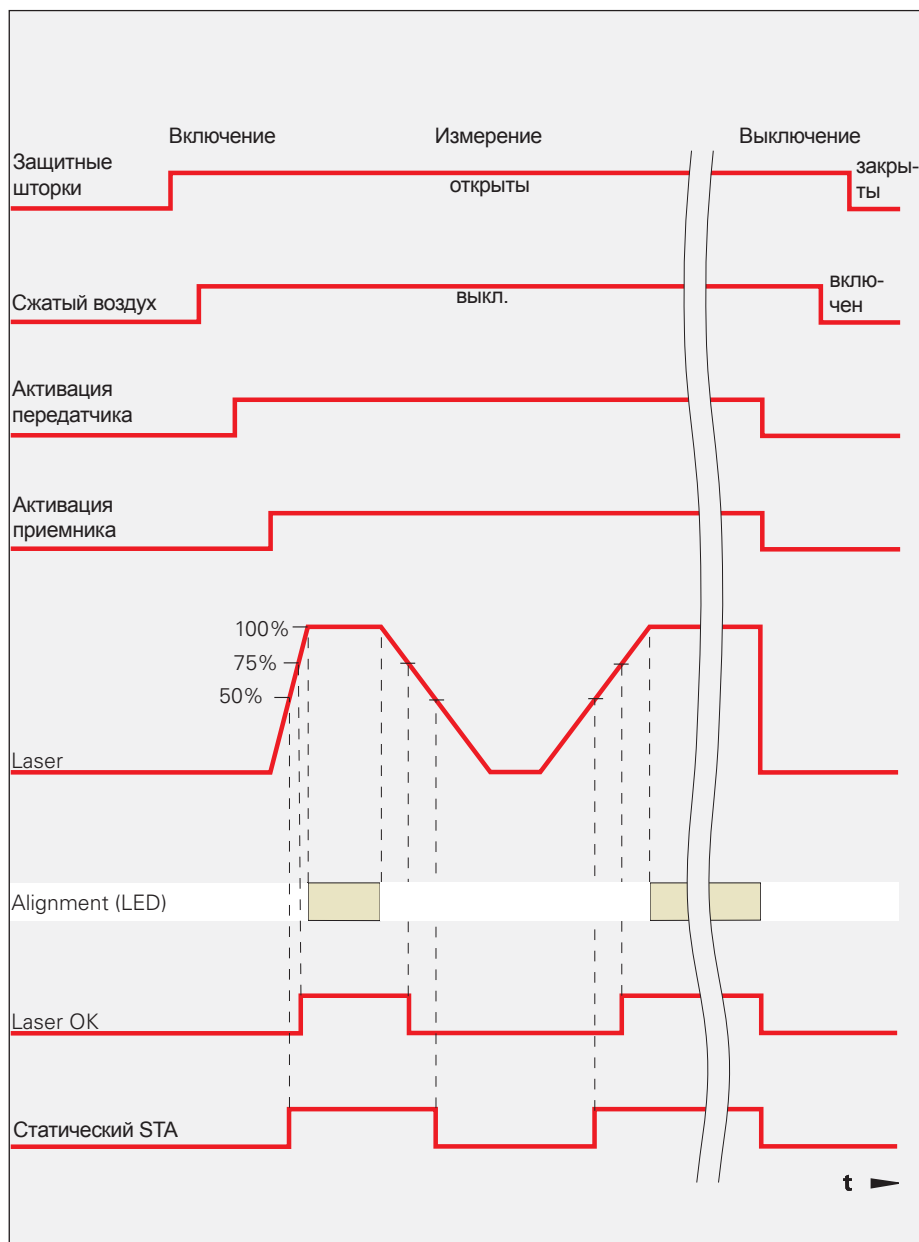 Включение Измерение Выключение
Защитные
шторки
открыты
закры-
ты
Сжатый воздух
выкл.
вклю-
чен
Активация
передатчика
Активация
приемника
100%
75%
50%
Laser
Alignment (LED)
Laser OK
Статический STA
t